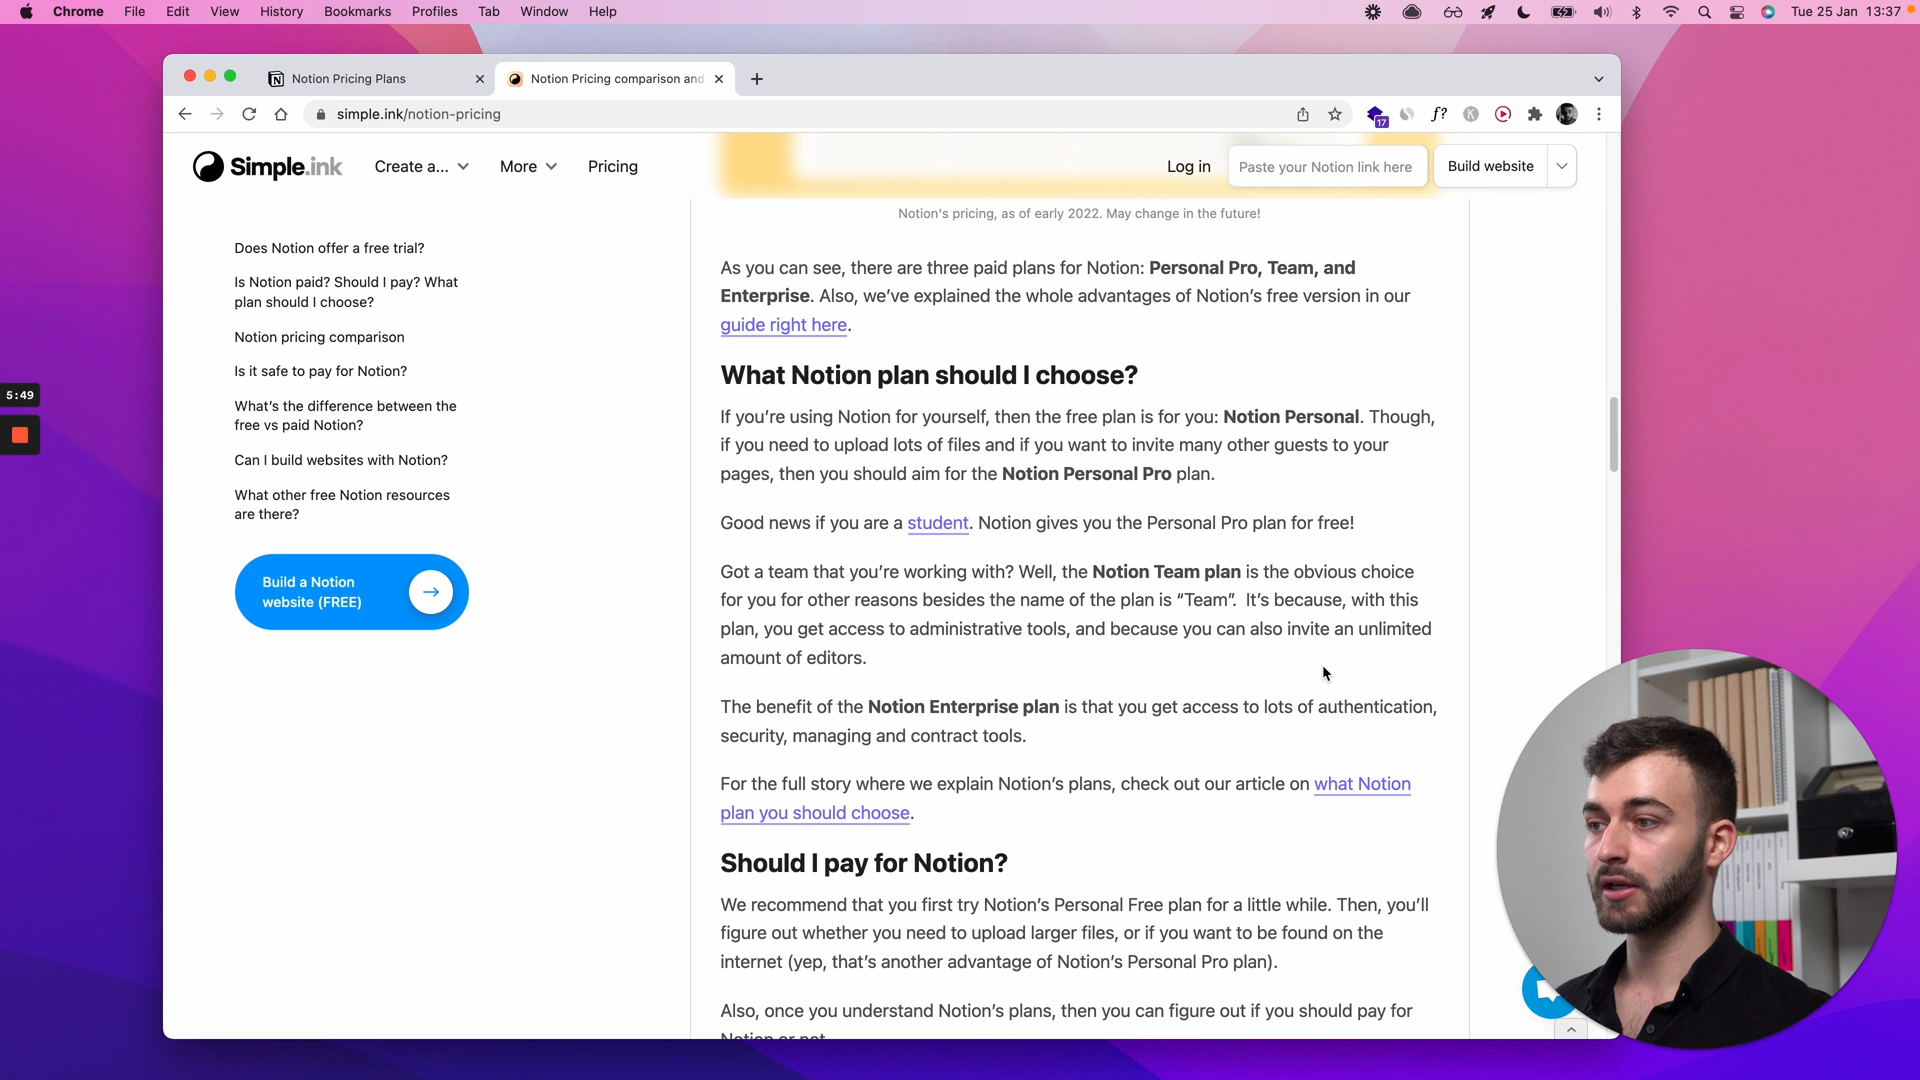 Chrome File Edit View History Bookmarks Profiles Tab Window Help
Tue 25 Jan 13:37
Notion Pricing Plans
Notion Pricing comparison and
simple.ink/notion-pricing
17
f?
K
Simple.ink
Create a...
More
Pricing
Log in
Paste your Notion link here
Build website
5:49
Does Notion offer a free trial?
Is Notion paid? Should I pay? What
plan should I choose?
Notion pricing comparison
Is it safe to pay for Notion?
What's the difference between the
free vs paid Notion?
Can I build websites with Notion?
What other free Notion resources
are there?
Build a Notion
website (FREE)
Notion's pricing, as of early 2022. May change in the future!
As you can see, there are three paid plans for Notion: Personal Pro, Team, and
Enterprise. Also, we've explained the whole advantages of Notion's free version in our
guide right here.
What Notion plan should I choose?
If you're using Notion for yourself, then the free plan is for you: Notion Personal. Though,
if you need to upload lots of files and if you want to invite many other guests to your
pages, then you should aim for the Notion Personal Pro plan.
Good news if you are a student. Notion gives you the Personal Pro plan for free!
Got a team that you're working with? Well, the Notion Team plan is the obvious choice
for you for other reasons besides the name of the plan is “Team”. It's because, with this
plan, you get access to administrative tools, and because you can also invite an unlimited
amount of editors.
The benefit of the Notion Enterprise plan is that you get access to lots of authentication,
security, managing and contract tools.
For the full story where we explain Notion's plans, check out our article on what Notion
plan you should choose.
Should I pay for Notion?
We recommend that you first try Notion's Personal Free plan for a little while. Then, you'll
figure out whether you need to upload larger files, or if you want to be found on the
internet (yep, that's another advantage of Notion's Personal Pro plan).
Also, once you understand Notion's plans, then you can figure out if you should pay for
Notion or not